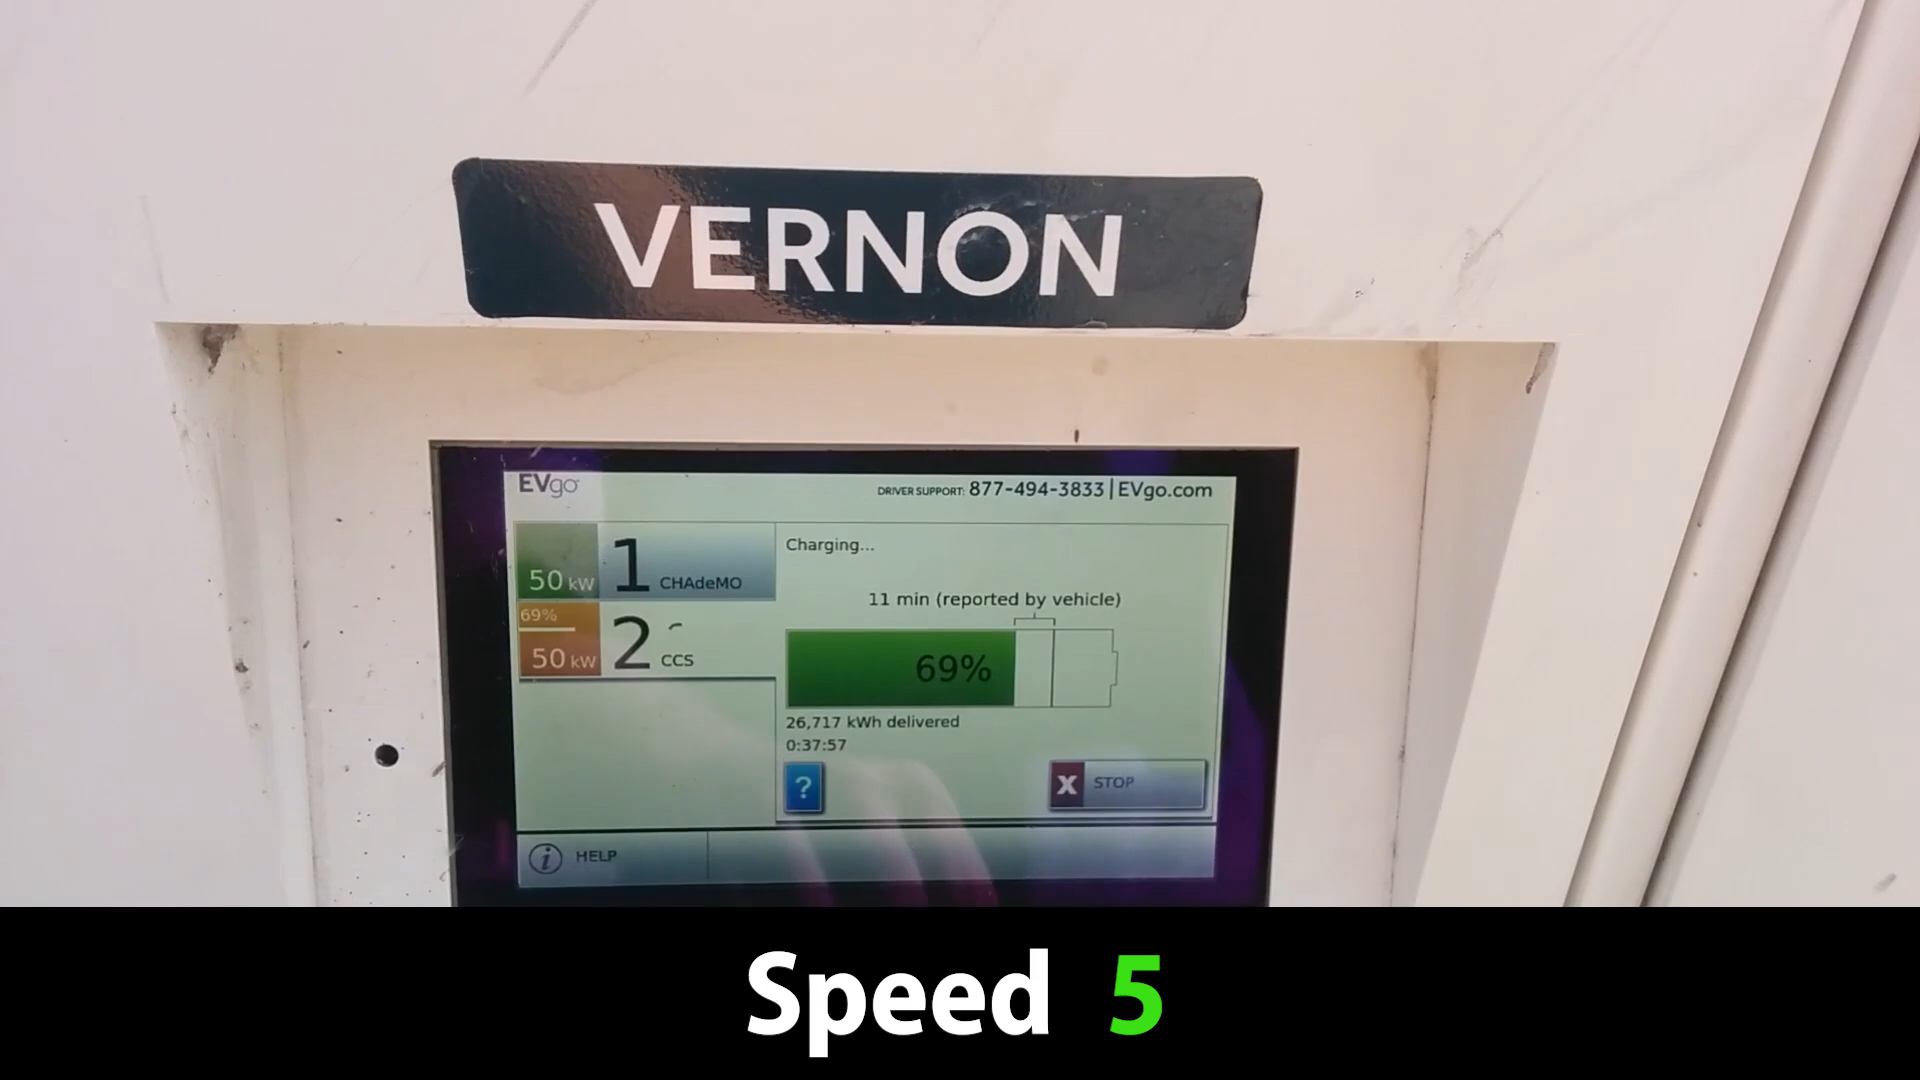 VERNON
EVgo
DRIVER SUPPORT: 877-494-3833 | EVgo.com
50 kW
1 CHAdeMO
69%
50 kW
2 CCS
Charging...
11 min (reported by vehicle)
69%
26,717 kWh delivered
0:37:57
?
X STOP
i HELP
Speed 5